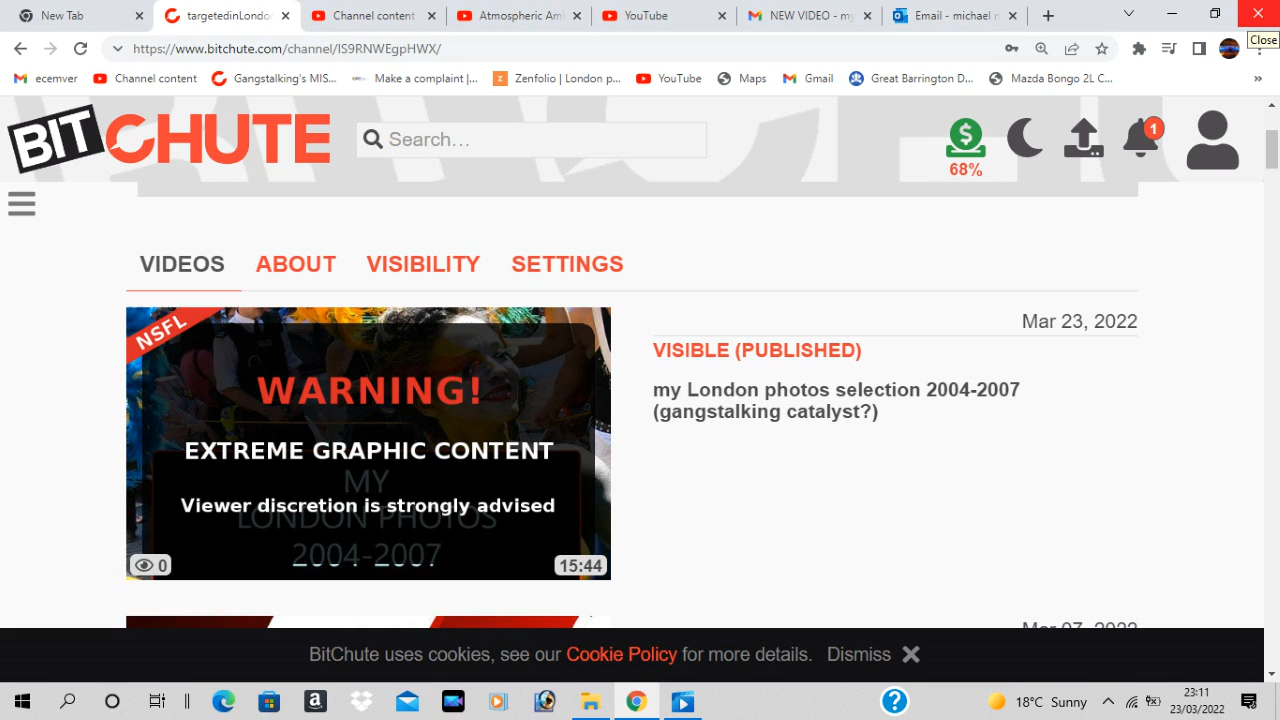 New Tab
targetedinLondon
Channel content
Atmospheric Am
YouTube
NEW VIDEO - my
Email - michael m
Close
https://www.bitchute.com/channel/IS9RNWEgpHWX/
ecemver
Channel content
Gangstalking's MIS...
Make a complaint |...
Zenfolio | London p...
YouTube
Maps
Gmail
Great Barrington D...
Mazda Bongo 2L C...
BITCHUTE
Search...
68%
1
VIDEOS ABOUT VISIBILITY SETTINGS
NSFL
WARNING!
EXTREME GRAPHIC CONTENT
MY
Viewer discretion is strongly advised
LONDON PHOTOS
2004-2007
0
15:44
Mar 23, 2022
VISIBLE (PUBLISHED)
my London photos selection 2004-2007
(gangstalking catalyst?)
Mar 07, 2022
BitChute uses cookies, see our Cookie Policy for more details. Dismiss
18°C Sunny
23:11
23/03/2022